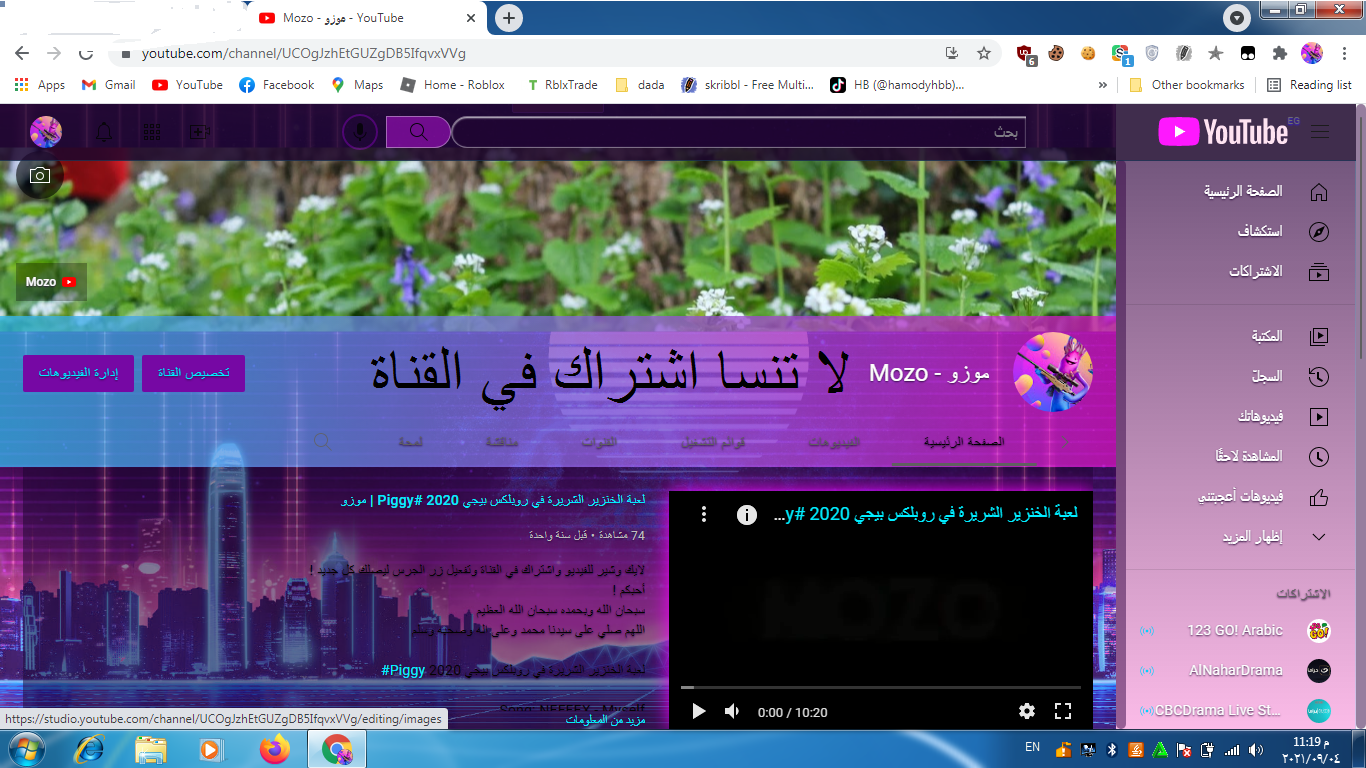 Mozo - موزو - YouTube
youtube.com/channel/UCOgJzhEtGUZgDB5IfqvxVVg
6
1
Apps
Gmail
YouTube
Facebook
Maps
Home - Roblox
RblxTrade
dada
skribbl - Free Multi...
HB (@hamodyhbb)...
»
Other bookmarks
Reading list
YouTube EG
بحث
الصفحة الرئيسية
استكشاف
الاشتراكات
المكتبة
السجل
فيديوهاتك
المشاهدة لاحقًا
فيديوهات أعجبتني
إظهار المزيد
الاشتراكات
123 GO! Arabic
AlNaharDrama
CBCDrama Live St...
Mozo
موزو - Mozo
لا تنسا اشتراك في القناة
تخصيص القناة
إدارة الفيديوهات
الصفحة الرئيسية
الفيديوهات
قوائم التشغيل
القنوات
مناقشة
لمحة
لعبة الخنزير الشريرة في روبلكس بيجي 2020 #y...
MOZO
0:00 / 10:20
لعبة الخنزير الشريرة في روبلكس بيجي 2020 #Piggy | موزو
74 مشاهدة • قبل سنة واحدة
لايك وشير للفيديو واشتراك في القناة وتفعيل زر الجرس ليصلك كل جديد !
أحبكم !
سبحان الله وبحمده سبحان الله العظيم
اللهم صلي على سيدنا محمد وعلى آله وصحبه وسلم
لعبة الخنزير الشريرة في روبلكس بيجي 2020 #Piggy
مزيد من المعلومات
https://studio.youtube.com/channel/UCOgJzhEtGUZgDB5IfqvxVVg/editing/images
EN
11:19 م
٢٠٢١/٠٩/٠٤